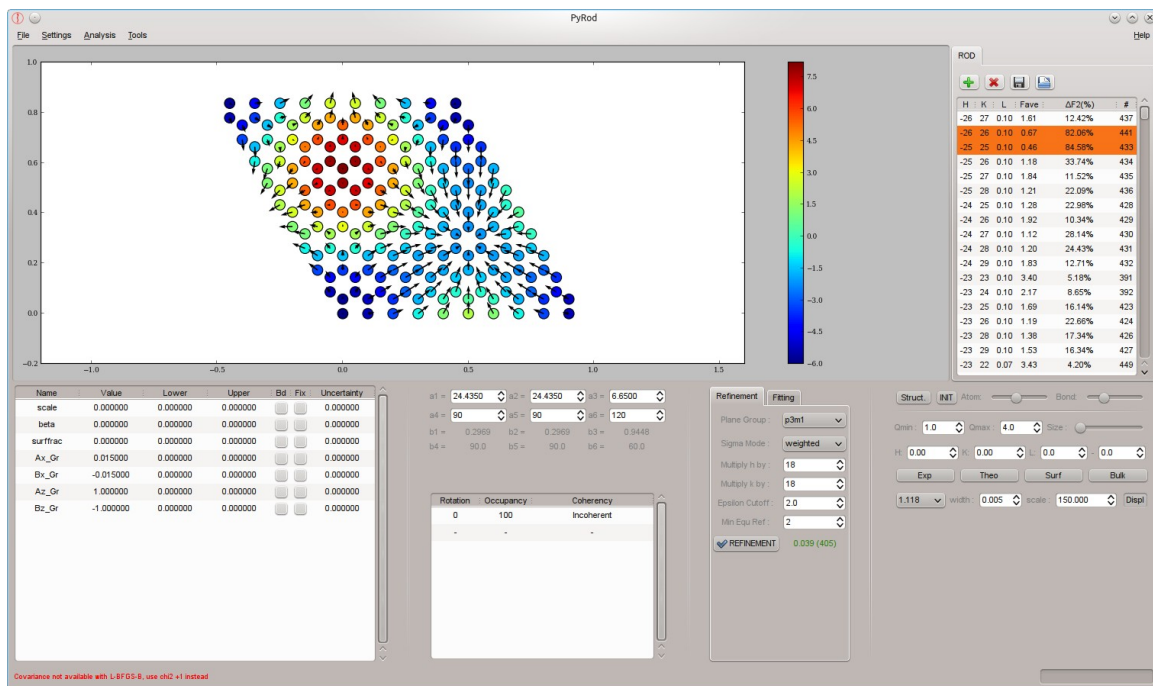 PyRod
File Settings Analysis Tools Help
1.0
0.8
0.6
0.4
0.2
0.0
−0.2
−1.0 −0.5 0.0 0.5 1.0 1.5
7.5
6.0
4.5
3.0
1.5
0.0
−1.5
−3.0
−4.5
−6.0
ROD
H K L Fave ΔF2(%) #
-26 27 0.10 1.61 12.42% 437
-26 26 0.10 0.67 82.06% 441
-25 25 0.10 0.46 84.58% 433
-25 26 0.10 1.18 33.74% 434
-25 27 0.10 1.84 11.52% 435
-25 28 0.10 1.21 22.09% 436
-24 25 0.10 1.28 22.98% 428
-24 26 0.10 1.92 10.34% 429
-24 27 0.10 1.12 28.14% 430
-24 28 0.10 1.20 24.43% 431
-24 29 0.10 1.83 12.71% 432
-23 23 0.10 3.40 5.18% 391
-23 24 0.10 2.17 8.65% 392
-23 25 0.10 1.69 16.14% 423
-23 26 0.10 1.19 22.66% 424
-23 28 0.10 1.38 17.34% 426
-23 29 0.10 1.53 16.34% 427
-23 22 0.07 3.43 4.20% 449
Name Value Lower Upper Bd Fix Uncertainty
scale 0.000000 0.000000 0.000000 0.000000
beta 0.000000 0.000000 0.000000 0.000000
surffrac 0.000000 0.000000 0.000000 0.000000
Ax_Gr 0.015000 0.000000 0.000000 0.000000
Bx_Gr -0.015000 0.000000 0.000000 0.000000
Az_Gr 1.000000 0.000000 0.000000 0.000000
Bz_Gr -1.000000 0.000000 0.000000 0.000000
a1 = 24.4350 a2 = 24.4350 a3 = 6.6500
a4 = 90 a5 = 90 a6 = 120
b1 = 0.2969 b2 = 0.2969 b3 = 0.9448
b4 = 90.0 b5 = 90.0 b6 = 60.0
Rotation Occupancy Coherency
0 100 Incoherent
- - -
Refinement Fitting
Plane Group : p3m1
Sigma Mode : weighted
Multiply h by : 18
Multiply k by : 18
Epsilon Cutoff : 2.0
Min Equ Ref : 2
REFINEMENT 0.039 (405)
Struct. INIT Atom: Bond:
Qmin : 1.0 Qmax : 4.0 Size :
H: 0.00 K: 0.00 L: 0.0 - 0.0
Exp Theo Surf Bulk
1.118 width : 0.005 scale : 150.000 Displ
Covariance not available with L-BFGS-B, use chi2 +1 instead